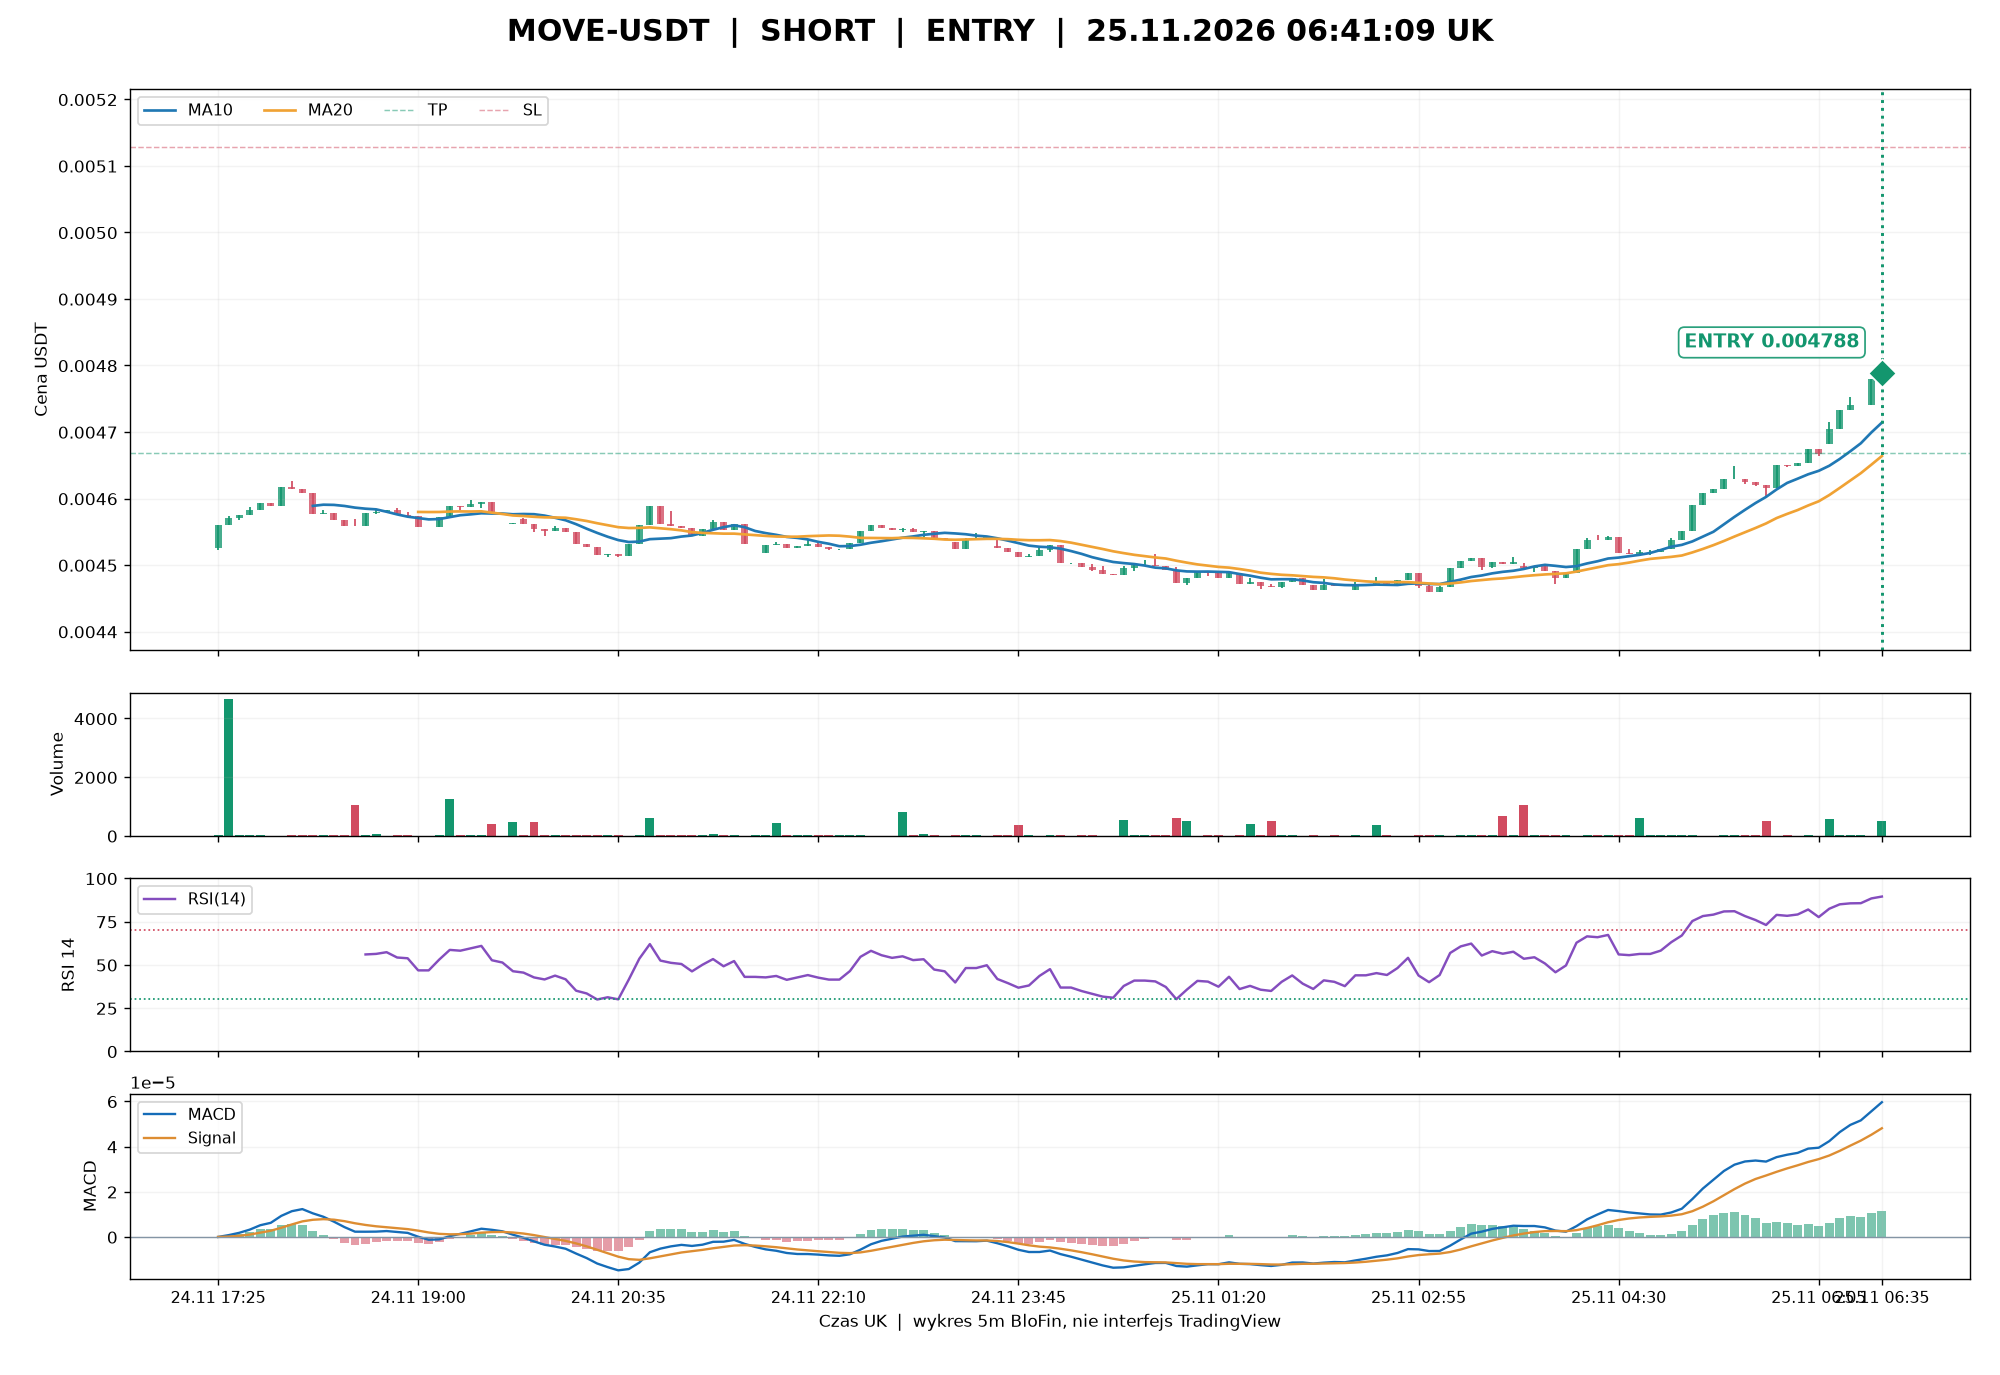 MOVE-USDT | SHORT | ENTRY | 25.11.2026 06:41:09 UK
MA10 MA20 TP SL
0.0052
0.0051
0.0050
0.0049
0.0048
0.0047
0.0046
0.0045
0.0044
Cena USDT
ENTRY 0.004788
4000
2000
0
Volume
RSI(14)
100
75
50
25
0
RSI 14
1e−5
MACD
Signal
6
4
2
0
MACD
24.11 17:25 24.11 19:00 24.11 20:35 24.11 22:10 24.11 23:45 25.11 01:20 25.11 02:55 25.11 04:30 25.11 06:05 25.11 06:35
Czas UK | wykres 5m BloFin, nie interfejs TradingView